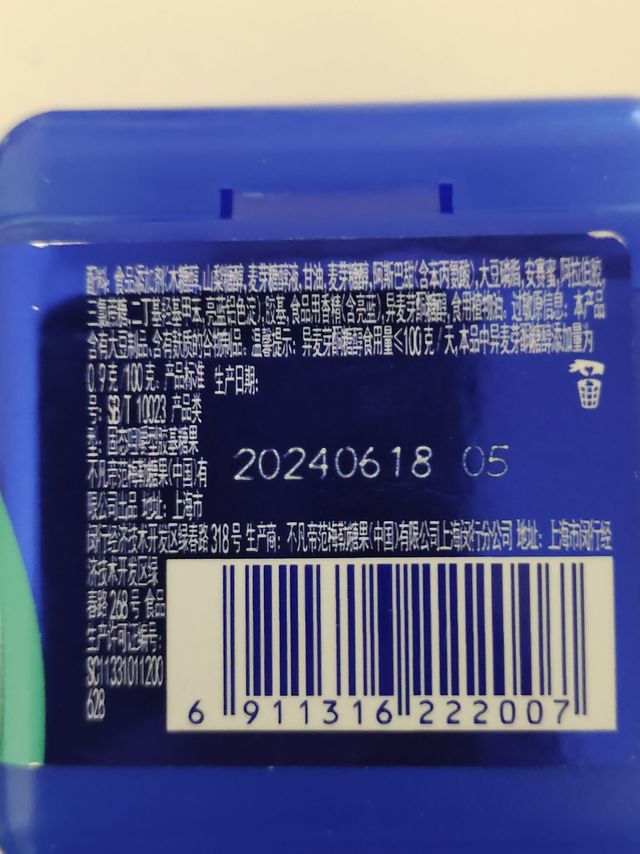 配料: 食品添加剂(木糖醇, 山梨糖醇, 麦芽糖醇液, 甘油, 麦芽糖醇, 阿斯巴甜(含苯丙氨酸), 大豆磷脂, 安赛蜜, 阿拉伯胶,
三氯蔗糖, 二丁基羟基甲苯, 亮蓝铝色淀), 胶基, 食品用香精(含亮蓝), 异麦芽酮糖醇, 食用植物油。过敏原信息: 本产品
含有大豆制品、含有麸质的谷物制品。温馨提示: 异麦芽酮糖醇食用量≤100克/天, 本品中异麦芽酮糖醇添加量为
0.9克/100克。产品标准 生产日期:
号: SB/T 10023 产品类
型: 固态咀嚼型胶基糖果
20240618 05
不凡帝范梅勒糖果(中国)有
限公司出品 地址: 上海市
闵行经济技术开发区绿春路318号 生产商: 不凡帝范梅勒糖果(中国)有限公司上海闵行分公司 地址: 上海市闵行经
济技术开发区绿
春路268号 食品
生产许可证编号:
SC11331011200
628
6 911316 222007